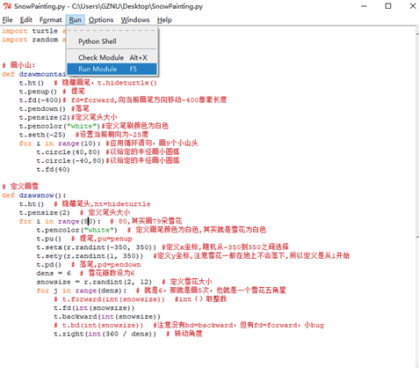 SnowPainting.py - C:\Users\GZNU\Desktop\SnowPainting.py
File Edit Format Run Options Windows Help
Python Shell
Check Module Alt+X
Run Module F5
import turtle a
import random a
# 画小山:
def drawmountai
t.ht() # 隐藏画笔, t.hideturtle()
t.penup() # 提笔
t.fd(-400)# fd=forward,向当前画笔方向移动-400像素长度
t.pendown() #落笔
t.pensize(2)#定义笔头大小
t.pencolor("white")#定义笔刷颜色为白色
t.seth(-25) #设置当前朝向为-25度
for i in range(10): #应用循环语句，画9个小山头
t.circle(40,80) #以给定的半径画小圆弧
t.circle(-40,80)#以给定的半径画小圆弧
t.fd(40)
# 定义画雪
def drawsnow():
t.ht() # 隐藏笔头,ht=hideturtle
t.pensize(2) # 定义笔头大小
for i in range(80): # 80,其实画79朵雪花
t.pencolor("white") # 定义画笔颜色为白色,其实就是雪花为白色
t.pu() # 提笔,pu=penup
t.setx(r.randint(-350, 350)) #定义x坐标,随机从-350到350之间选择
t.sety(r.randint(1, 350)) #定义y坐标,注意雪花一般在地上不会落下,所以定义是从1开始
t.pd() # 落笔,pd=pendown
dens = 6 # 雪花瓣数设为6
snowsize = r.randint(2, 12) # 定义雪花大小
for j in range(dens): # 就是6，那就是画5次，也就是一个雪花五角星
# t.forward(int(snowsize)) #int（）取整数
t.fd(int(snowsize))
t.backward(int(snowsize))
# t.bd(int(snowsize)) #注意没有bd=backward，但有fd=forward，小bug
t.right(int(360 / dens)) # 转动角度